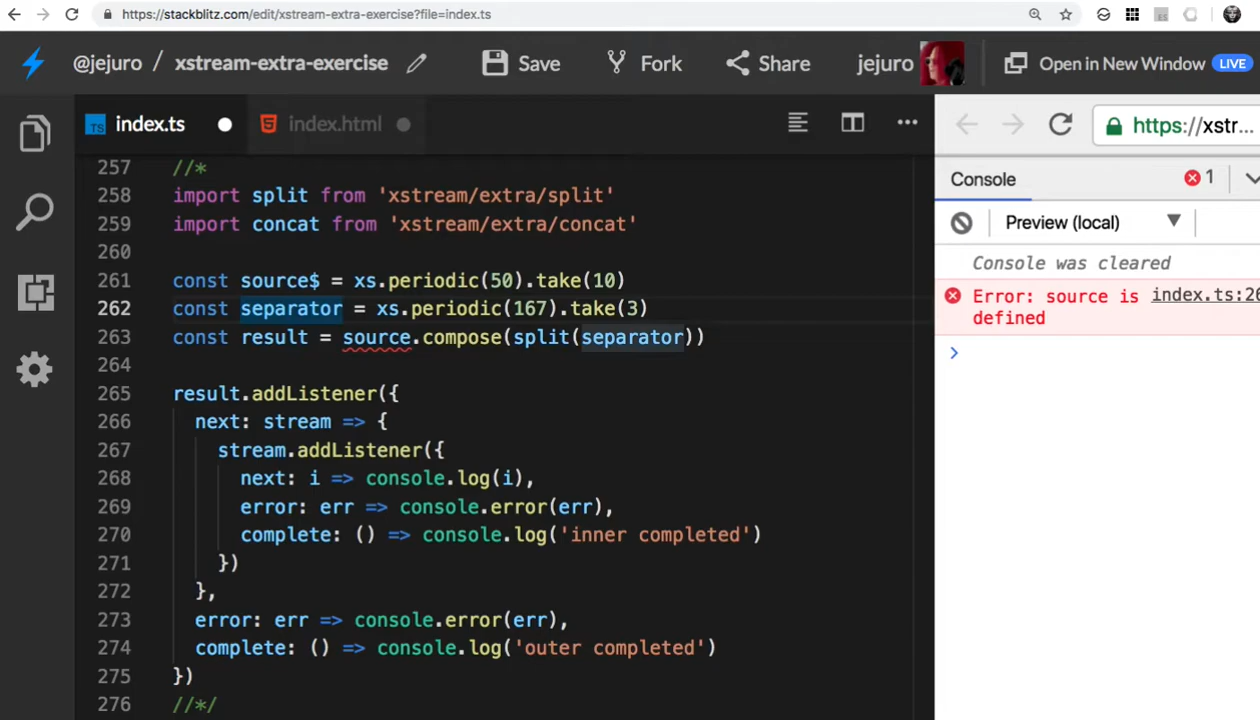 https://stackblitz.com/edit/xstream-extra-exercise?file=index.ts
@jejuro / xstream-extra-exercise Save Fork Share jejuro Open in New Window LIVE
TS index.ts index.html https://xstr...
257 //*
258 import split from 'xstream/extra/split'
259 import concat from 'xstream/extra/concat'
260
261 const source$ = xs.periodic(50).take(10)
262 const separator = xs.periodic(167).take(3)
263 const result = source.compose(split(separator))
264
265 result.addListener({
266 next: stream => {
267 stream.addListener({
268 next: i => console.log(i),
269 error: err => console.error(err),
270 complete: () => console.log('inner completed')
271 })
272 },
273 error: err => console.error(err),
274 complete: () => console.log('outer completed')
275 })
276 //*/
Console 1
Preview (local)
Console was cleared
Error: source is index.ts:26
defined